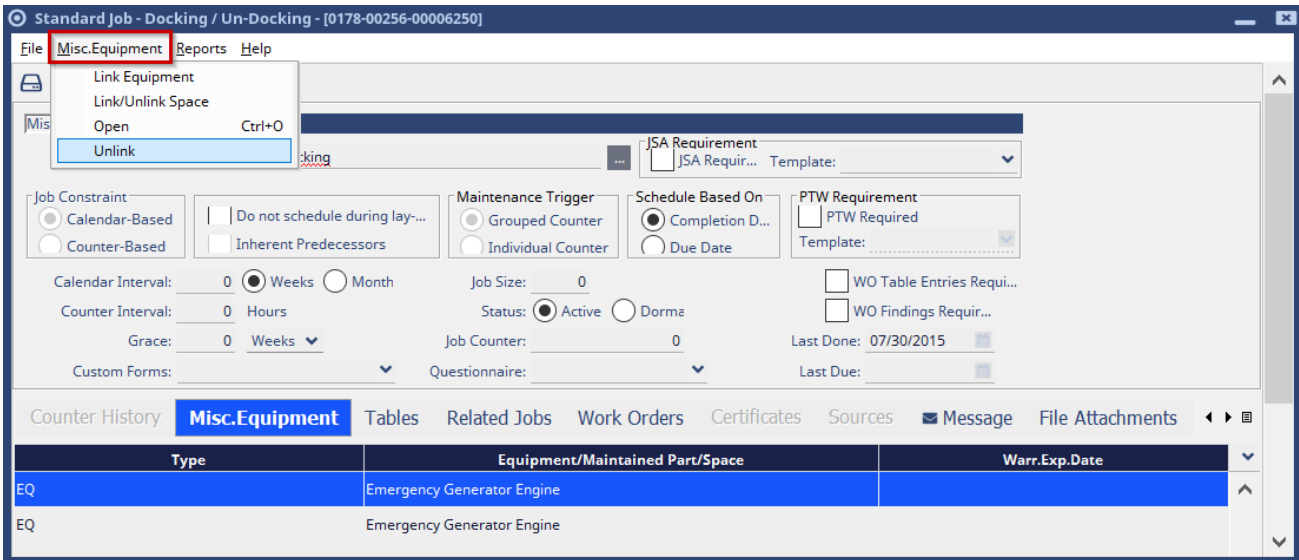 Standard Job - Docking / Un-Docking - [0178-00256-00006250]
File Misc.Equipment Reports Help
Link Equipment
Link/Unlink Space
Open Ctrl+O
Unlink
Mis
king ...
JSA Requirement
JSA Requir... Template:
Job Constraint
Calendar-Based
Counter-Based
Do not schedule during lay-...
Inherent Predecessors
Maintenance Trigger
Grouped Counter
Individual Counter
Schedule Based On
Completion D...
Due Date
PTW Requirement
PTW Required
Template:
Calendar Interval: 0 Weeks Month Job Size: 0 WO Table Entries Requi...
Counter Interval: 0 Hours Status: Active Dorma WO Findings Requir...
Grace: 0 Weeks Job Counter: 0 Last Done: 07/30/2015
Custom Forms: Questionnaire: Last Due:
Counter History Misc.Equipment Tables Related Jobs Work Orders Certificates Sources Message File Attachments
Type Equipment/Maintained Part/Space Warr.Exp.Date
EQ Emergency Generator Engine
EQ Emergency Generator Engine